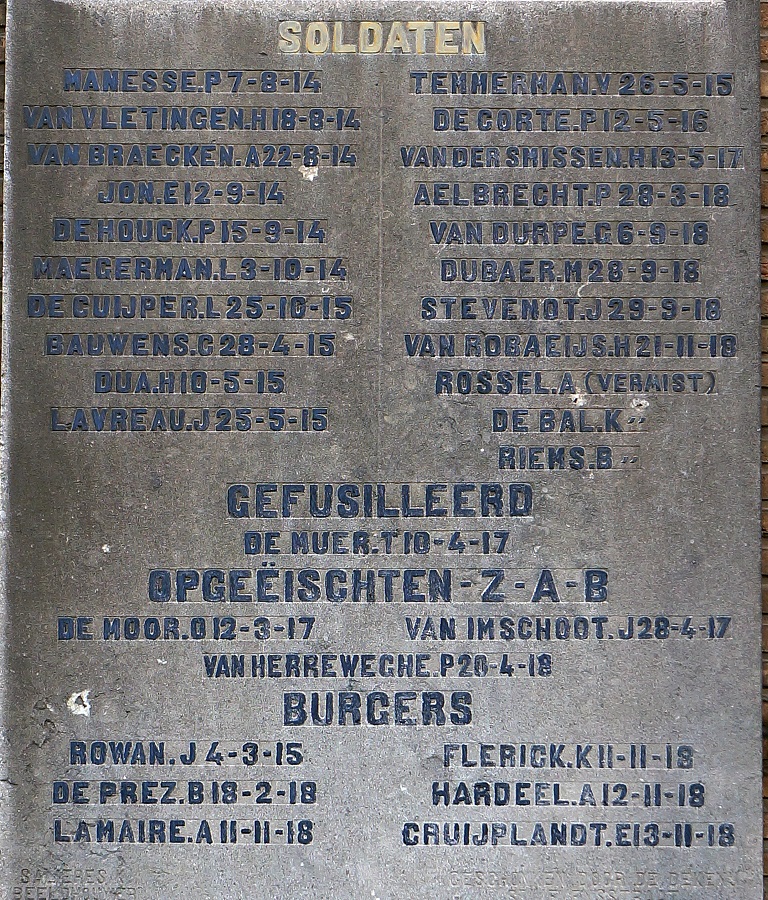 SOLDATEN
MANESSE.P 7-8-14
VAN VLETINGEN.H 18-8-14
VAN BRAECKEN.A 22-8-14
JON.E 12-9-14
DE HOUCK.P 15-9-14
MAEGERMAN.L 3-10-14
DE CUIJPER.L 25-10-15
BAUWENS.C 28-4-15
DUA.H 10-5-15
LAVREAU.J 25-5-15
TEMMERMAN.V 26-5-15
DE CORTE.P 12-5-16
VAN DER SMISSEN.H 13-5-17
AELBRECHT.P 28-3-18
VAN DURPE.G 6-9-18
DUBAER.M 28-9-18
STEVENOT.J 29-9-18
VAN ROBAEIJS.H 21-11-18
ROSSEL.A (VERMIST)
DE BAL.K "
RIEMS.B "
GEFUSILLEERD
DE MUER.T 10-4-17
OPGEËISCHTEN-Z-A-B
DE MOOR.O 12-3-17
VAN IMSCHOOT.J 28-4-17
VAN HERREWEGHE.P 20-4-18
BURGERS
ROWAN.J 4-3-15
DE PREZ.B 18-2-18
LAMAIRE.A 11-11-18
FLERICK.K 11-11-18
HARDEEL.A 12-11-18
CRUIJPLANDT.E 13-11-18
BEELDHOUWER
GESCHONKEN DOOR DE DEKENS